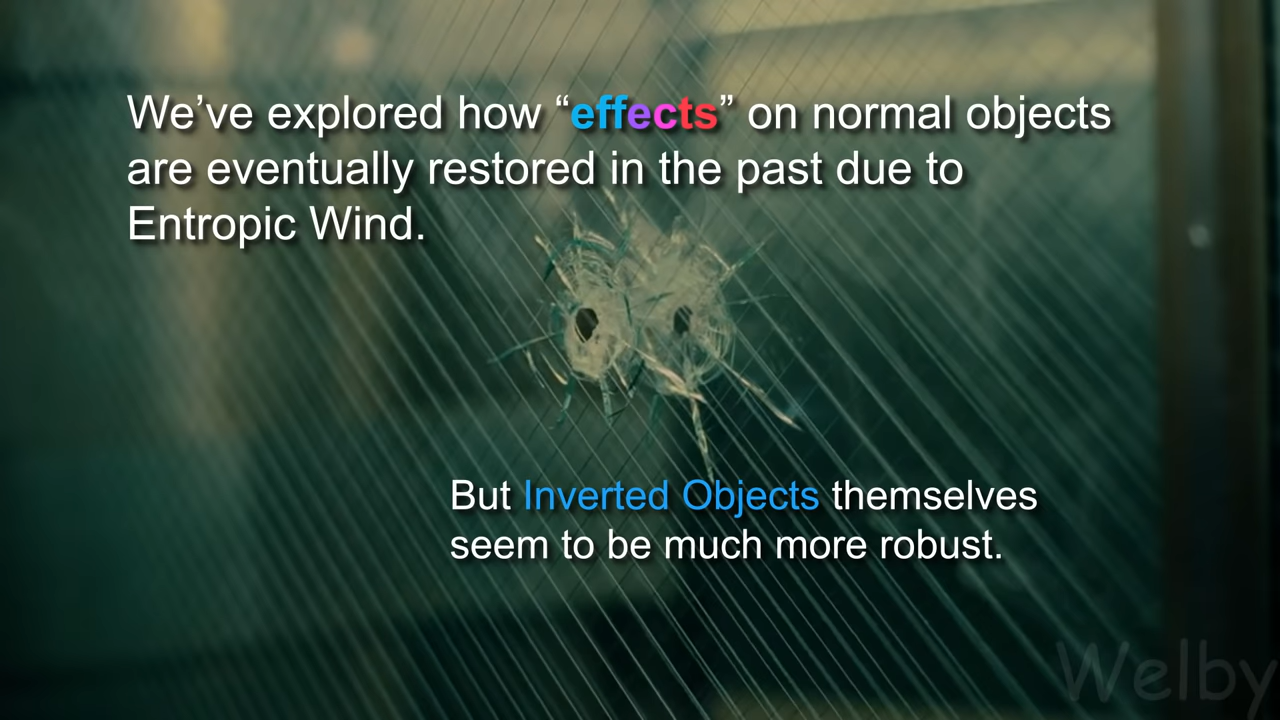 We’ve explored how “effects” on normal objects
are eventually restored in the past due to
Entropic Wind.
But Inverted Objects themselves
seem to be much more robust.
Welby